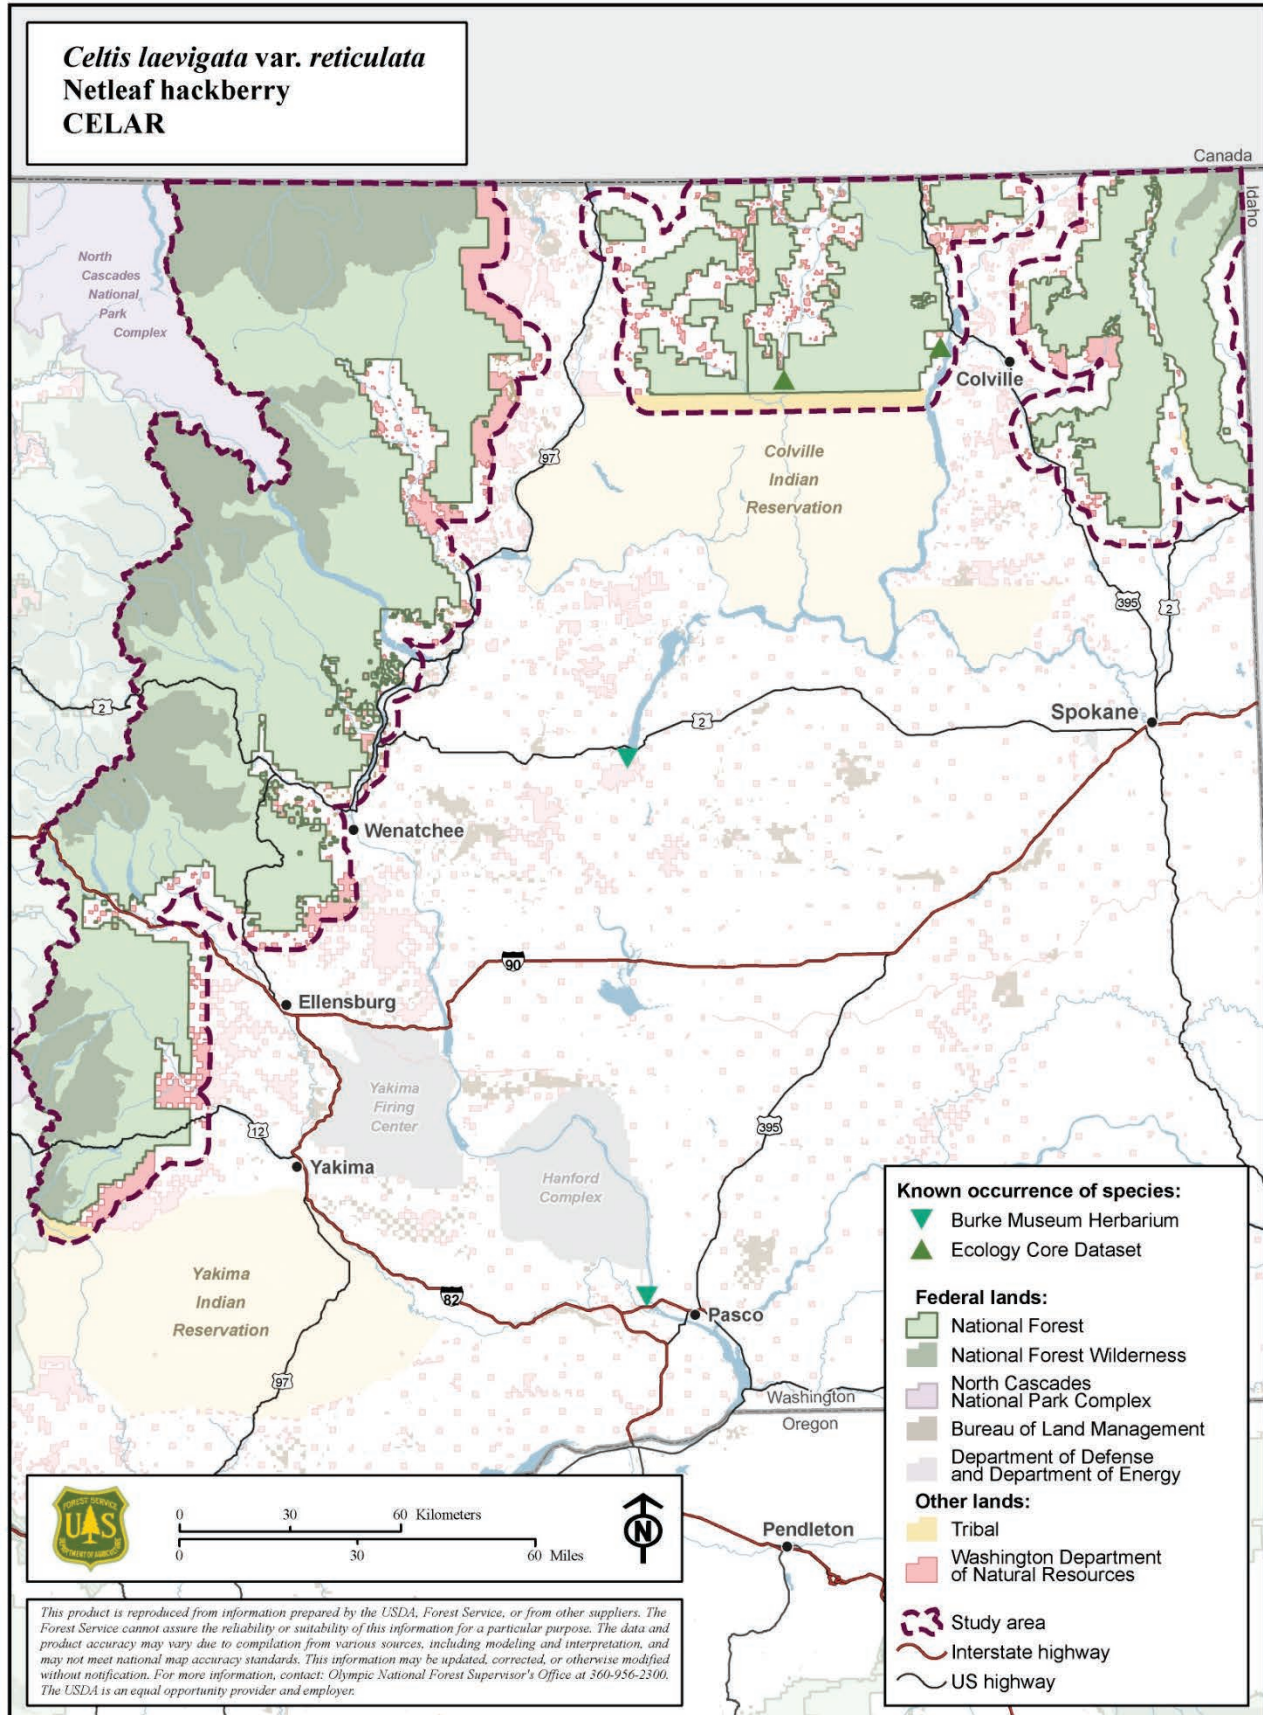 Celtis laevigata var. reticulata
Netleaf hackberry
CELAR
Canada
Idaho
North
Cascades
National
Park
Complex
Colville
97
Colville
Indian
Reservation
395
2
2
Spokane
2
Wenatchee
90
Ellensburg
Yakima
Firing
Center
395
12
Yakima
Hanford
Complex
Yakima
Indian
Reservation
82
Pasco
97
Washington
Oregon
Pendleton
Known occurrence of species:
Burke Museum Herbarium
Ecology Core Dataset
Federal lands:
National Forest
National Forest Wilderness
North Cascades
National Park Complex
Bureau of Land Management
Department of Defense
and Department of Energy
Other lands:
Tribal
Washington Department
of Natural Resources
Study area
Interstate highway
US highway
FOREST SERVICE
U S
DEPARTMENT OF AGRICULTURE
0 30 60 Kilometers
0 30 60 Miles
N
This product is reproduced from information prepared by the USDA, Forest Service, or from other suppliers. The
Forest Service cannot assure the reliability or suitability of this information for a particular purpose. The data and
product accuracy may vary due to compilation from various sources, including modeling and interpretation, and
may not meet national map accuracy standards. This information may be updated, corrected, or otherwise modified
without notification. For more information, contact: Olympic National Forest Supervisor's Office at 360-956-2300.
The USDA is an equal opportunity provider and employer.